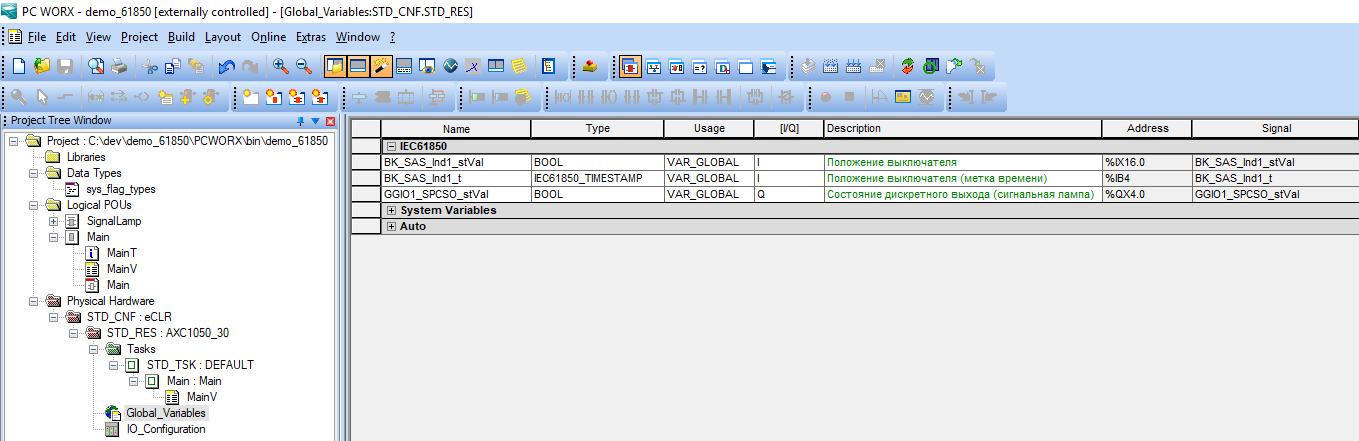 PC WORX - demo_61850 [externally controlled] - [Global_Variables:STD_CNF.STD_RES]
File Edit View Project Build Layout Online Extras Window ?
Project Tree Window
Project : C:\dev\demo_61850\PCWORX\bin\demo_61850
Libraries
Data Types
sys_flag_types
Logical POUs
SignalLamp
Main
MainT
MainV
Main
Physical Hardware
STD_CNF : eCLR
STD_RES : AXC1050_30
Tasks
STD_TSK : DEFAULT
Main : Main
MainV
Global_Variables
IO_Configuration
Name Type Usage [I/Q] Description Address Signal
IEC61850
BK_SAS_Ind1_stVal BOOL VAR_GLOBAL I Положение выключателя %IX16.0 BK_SAS_Ind1_stVal
BK_SAS_Ind1_t IEC61850_TIMESTAMP VAR_GLOBAL I Положение выключателя (метка времени) %IB4 BK_SAS_Ind1_t
GGIO1_SPCSO_stVal BOOL VAR_GLOBAL Q Состояние дискретного выхода (сигнальная лампа) %QX4.0 GGIO1_SPCSO_stVal
System Variables
Auto